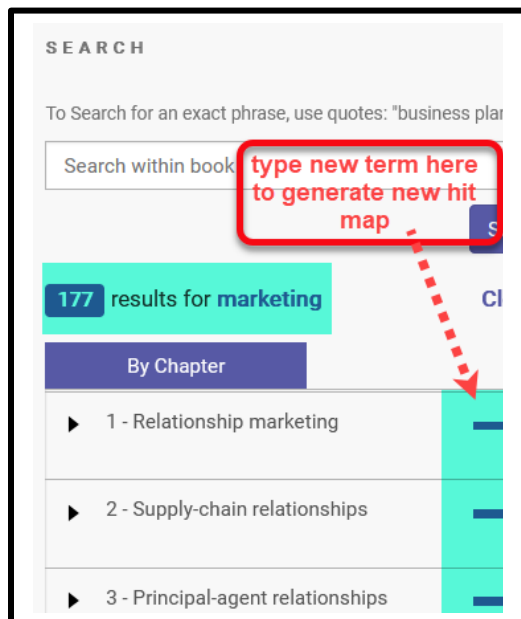 SEARCH
To Search for an exact phrase, use quotes: "business
Search within book
type new term here
to generate new hit
map
177 results for marketing
By Chapter
1 - Relationship marketing
2 - Supply-chain relationships
3 - Principal-agent relationships